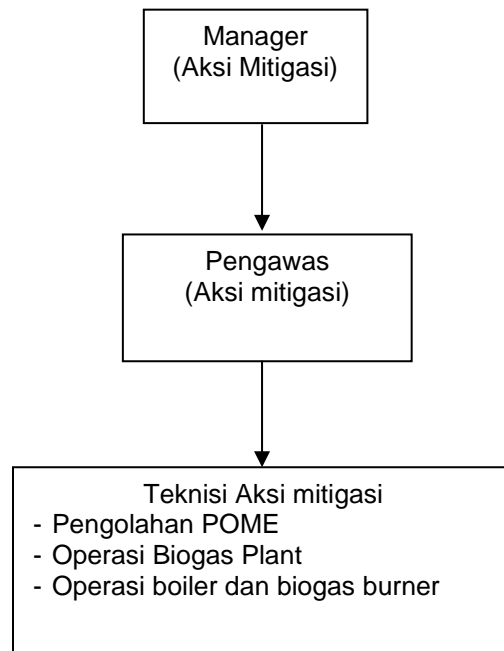 Manager
(Aksi Mitigasi)
Pengawas
(Aksi mitigasi)
Teknisi Aksi mitigasi
- Pengolahan POME
- Operasi Biogas Plant
- Operasi boiler dan biogas burner